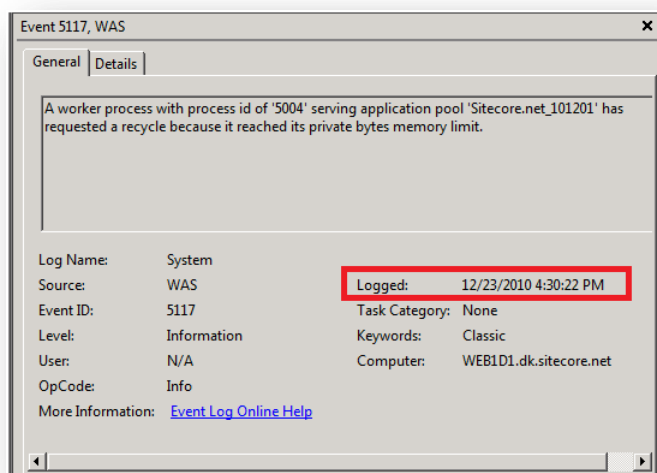 Event 5117, WAS
General
Details
A worker process with process id of '5004' serving application pool 'Sitecore.net_101201' has
requested a recycle because it reached its private bytes memory limit.
Log Name: System
Source: WAS Logged: 12/23/2010 4:30:22 PM
Event ID: 5117 Task Category: None
Level: Information Keywords: Classic
User: N/A Computer: WEB1D1.dk.sitecore.net
OpCode: Info
More Information: Event Log Online Help